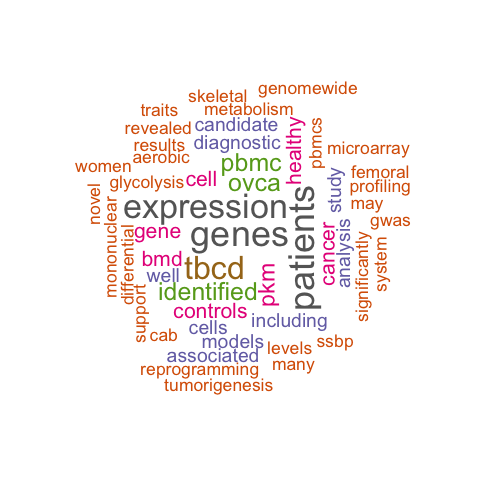 genomewide
skeletal
traits
metabolism
revealed
candidate
healthy
pbmcs
results
diagnostic
microarray
women
aerobic
pbmc
femoral
novel
glycolysis
cell
ovca
study
profiling
mononuclear
expression
patients
may
differential
gene
genes
cancer
analysis
significantly
gwas
system
bmd
well
tbcd
pkm
identified
support
controls
including
cab
cells
models
levels
ssbp
associated
many
reprogramming
tumorigenesis